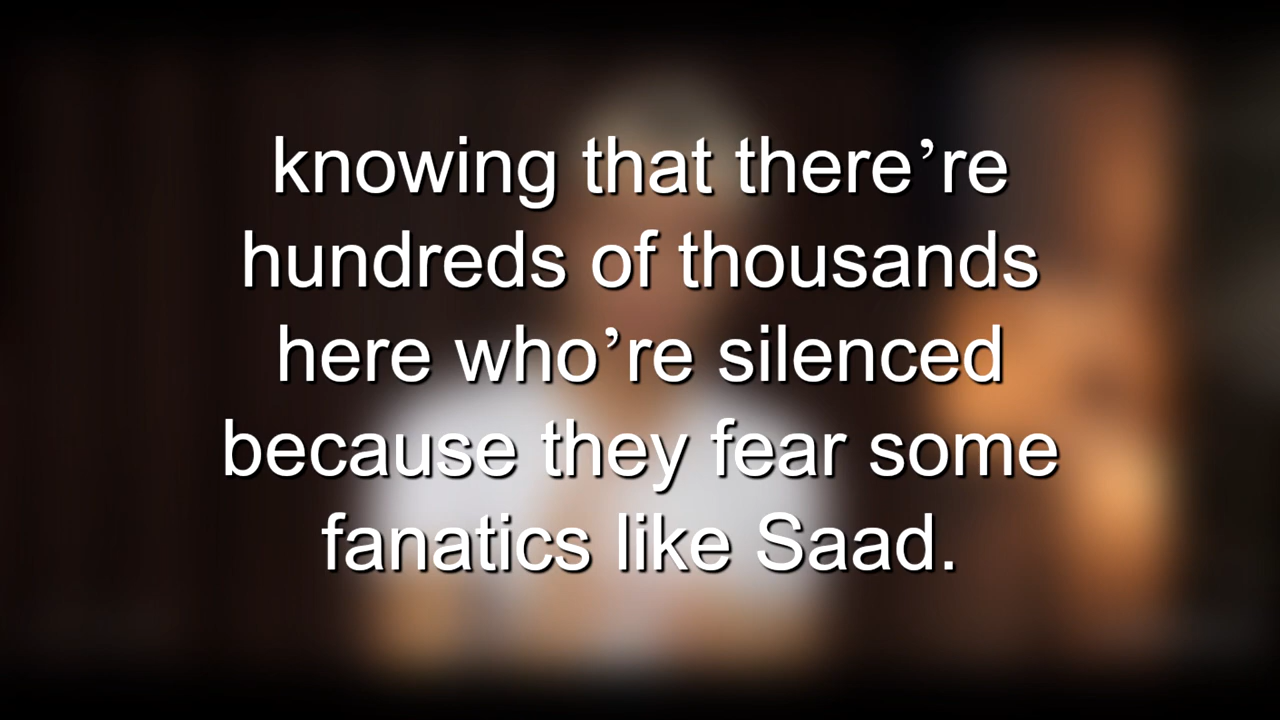 knowing that there’re
hundreds of thousands
here who’re silenced
because they fear some
fanatics like Saad.